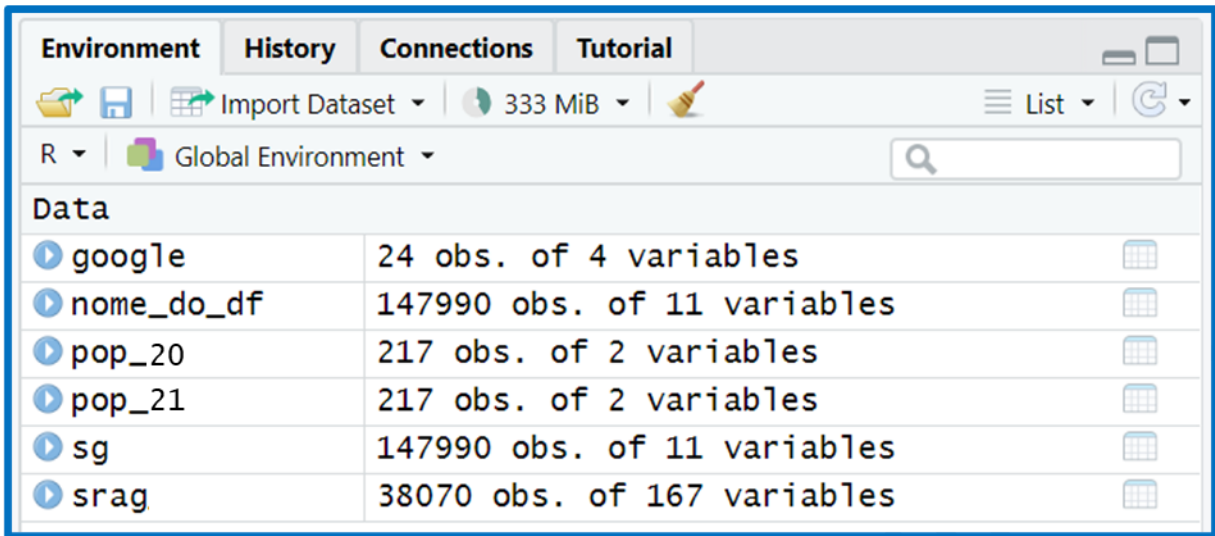 Environment History Connections Tutorial
Import Dataset 333 MiB List
R Global Environment
Data
google 24 obs. of 4 variables
nome_do_df 147990 obs. of 11 variables
pop_20 217 obs. of 2 variables
pop_21 217 obs. of 2 variables
sg 147990 obs. of 11 variables
srag 38070 obs. of 167 variables